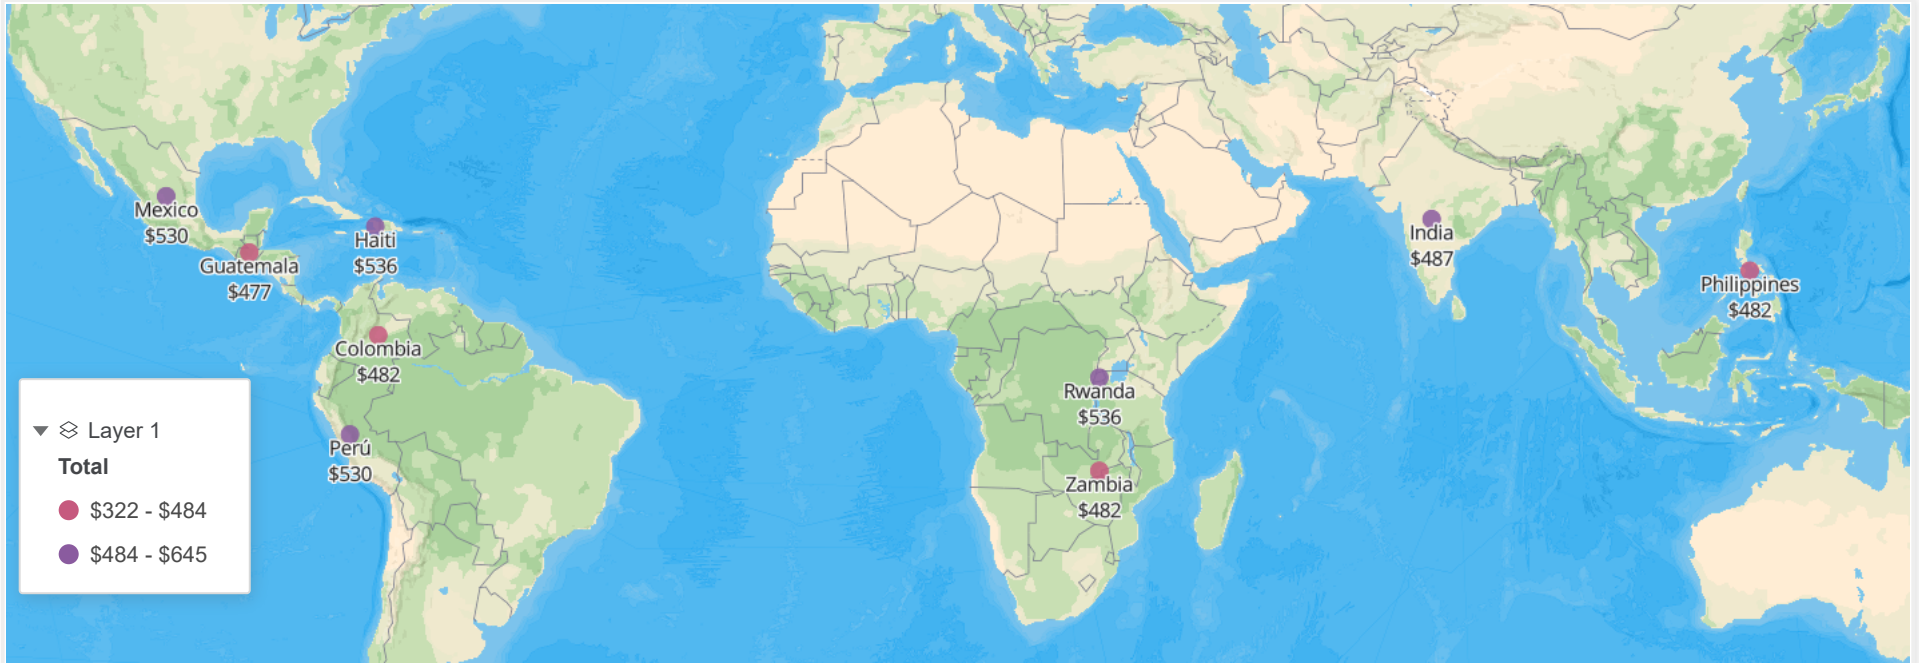 Mexico
$530
Haiti
$536
Guatemala
$477
Colombia
$482
Perú
$530
Rwanda
$536
Zambia
$482
India
$487
Philippines
$482
Layer 1
Total
$322 - $484
$484 - $645